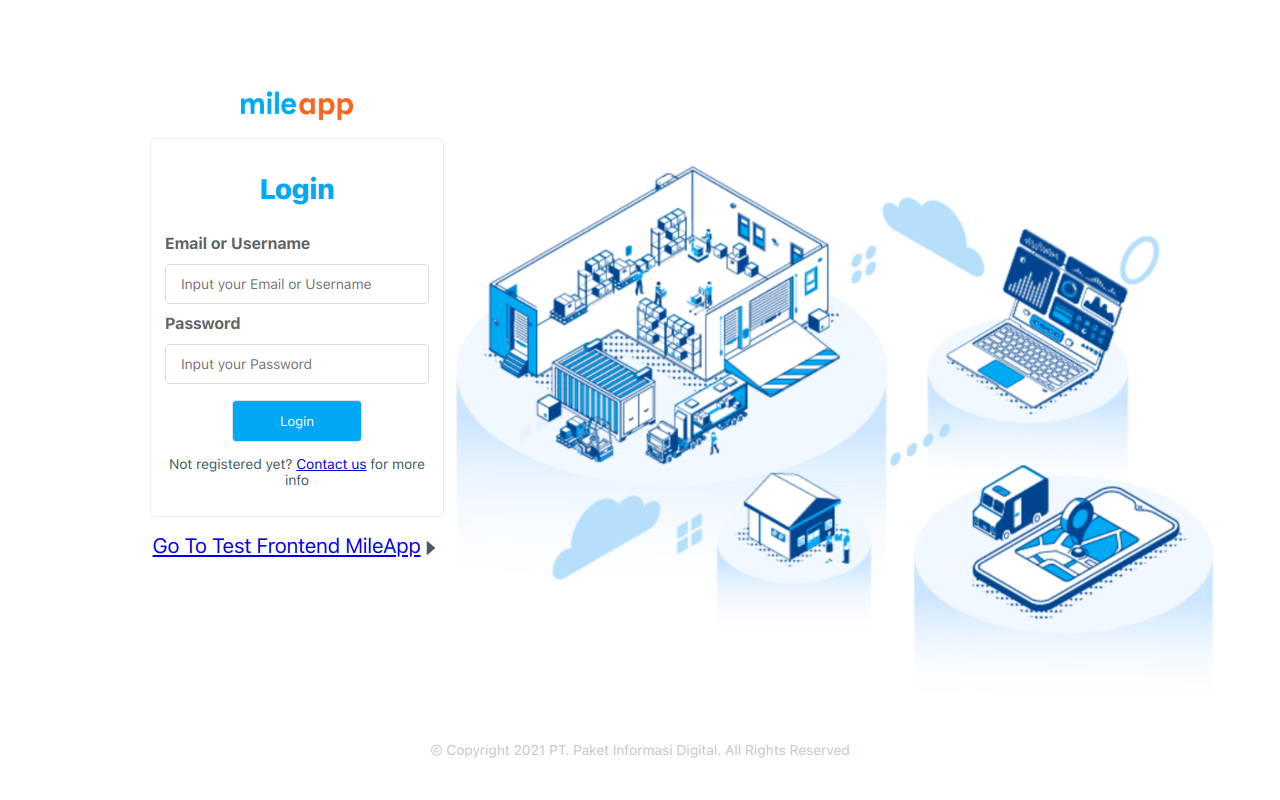 mileapp
Login
Email or Username
Input your Email or Username
Password
Input your Password
Login
Not registered yet? Contact us for more
info
Go To Test Frontend MileApp
© Copyright 2021 PT. Paket Informasi Digital. All Rights Reserved